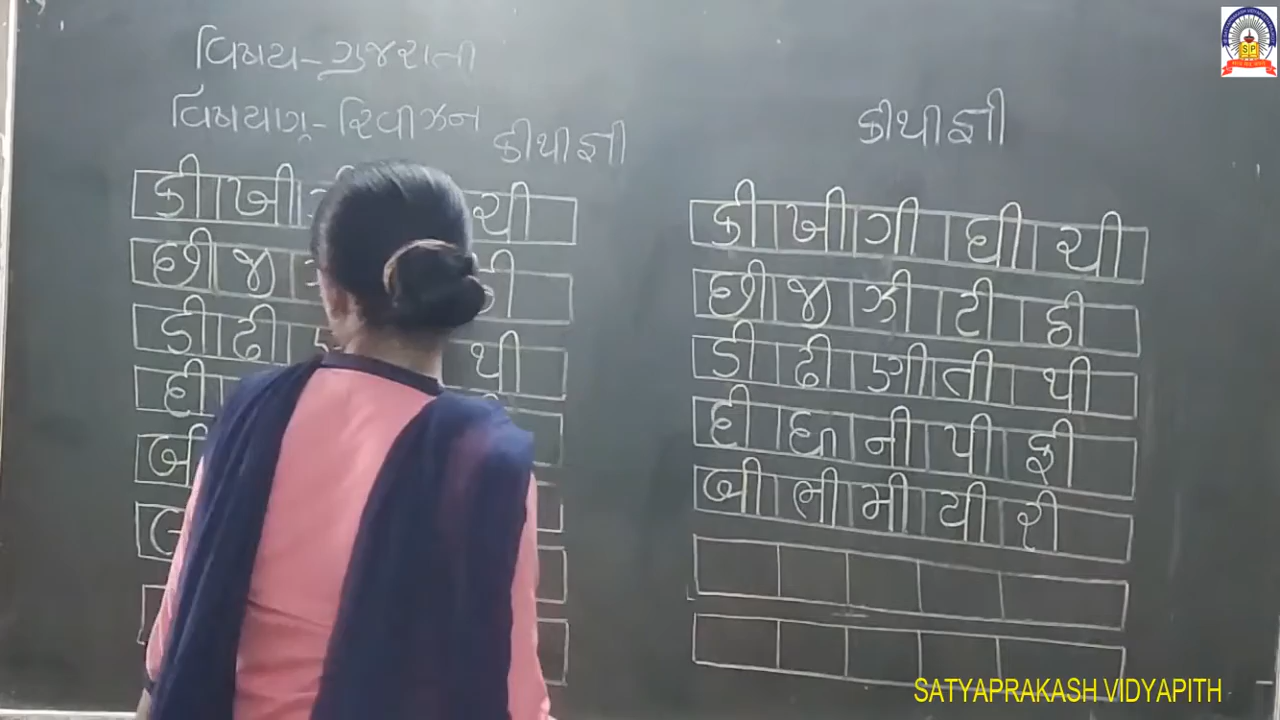 વિષય - ગુજરાતી
વિષયાગ્ - રિવીઝન
કીથીજ્ઞી
કી ખી ચી
છી જી
ડી ઢી થી
દી
બી
કીથીજ્ઞી
કી ખી ગી ઘી ચી
છી જી ઝી ટી ઠી
ડી ઢી ણી તી થી
દી ધી ની પી ફી
બી ભી મી યી રી
SATYAPRAKASH VIDYAPITH